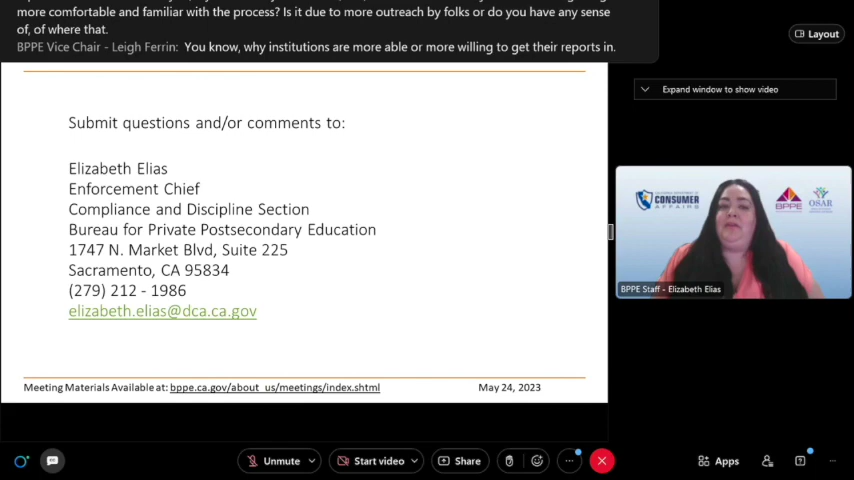 more comfortable and familiar with the process? Is it due to more outreach by folks or do you have any sense
of, of where that.
BPPE Vice Chair - Leigh Ferrin: You know, why institutions are more able or more willing to get their reports in.
Layout
Expand window to show video
Submit questions and/or comments to:
Elizabeth Elias
Enforcement Chief
Compliance and Discipline Section
Bureau for Private Postsecondary Education
1747 N. Market Blvd, Suite 225
Sacramento, CA 95834
(279) 212 - 1986
elizabeth.elias@dca.ca.gov
CONSUMER
AFFAIRS
BPPE
OSAR
BPPE Staff - Elizabeth Elias
Meeting Materials Available at: bppe.ca.gov/about_us/meetings/index.shtml
May 24, 2023
Unmute
Start video
Share
Apps